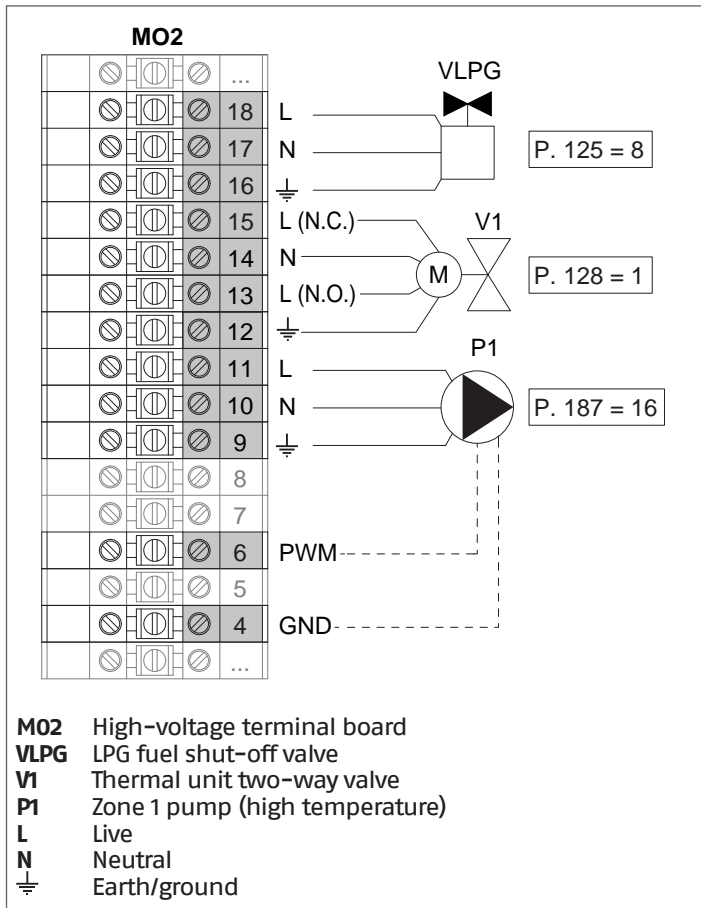 MO2
...
VLPG
18 L
17 N
P. 125 = 8
16
15 L (N.C.)
V1
14 N
M
P. 128 = 1
13 L (N.O.)
12
P1
11 L
10 N
P. 187 = 16
9
8
7
6 PWM
5
4 GND
...
M02 High-voltage terminal board
VLPG LPG fuel shut-off valve
V1 Thermal unit two-way valve
P1 Zone 1 pump (high temperature)
L Live
N Neutral
⏚ Earth/ground